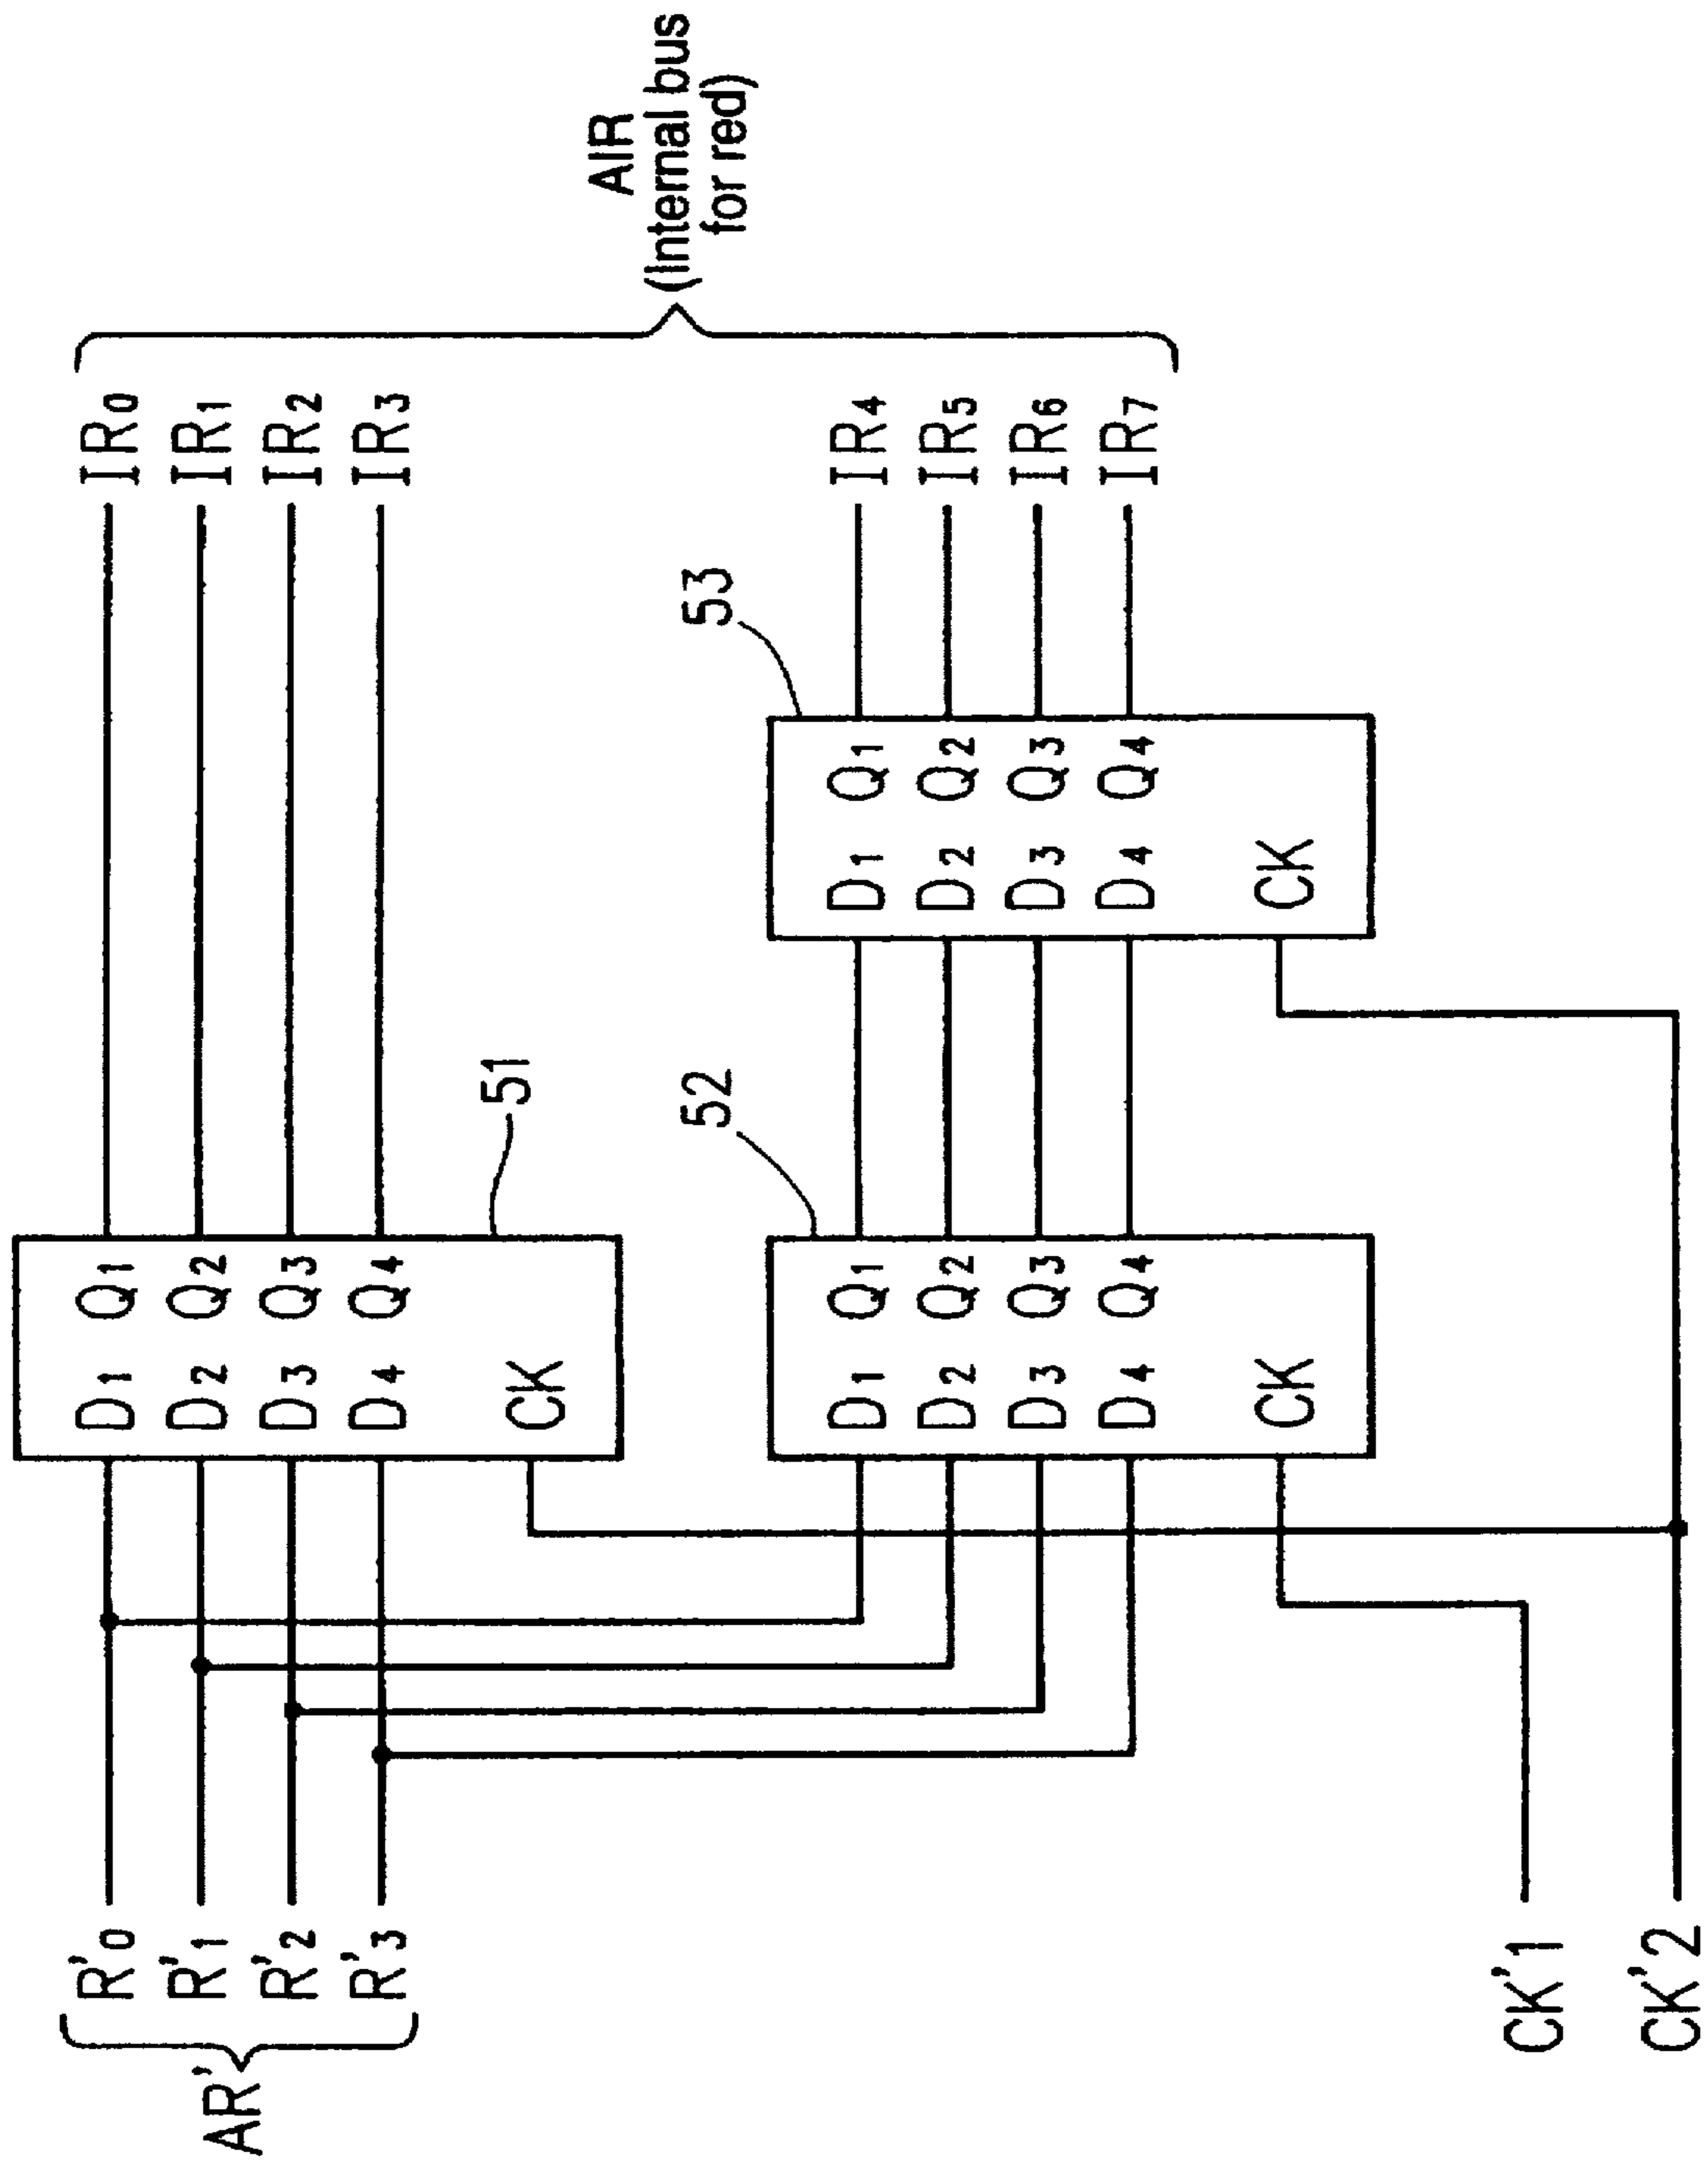 AR'
R'0
R'1
R'2
R'3
CK'1
CK'2
D1 Q1
D2 Q2
D3 Q3
D4 Q4
CK
51
D1 Q1
D2 Q2
D3 Q3
D4 Q4
CK
52
D1 Q1
D2 Q2
D3 Q3
D4 Q4
CK
53
IR0
IR1
IR2
IR3
IR4
IR5
IR6
IR7
AIR
(Internal bus
for red)